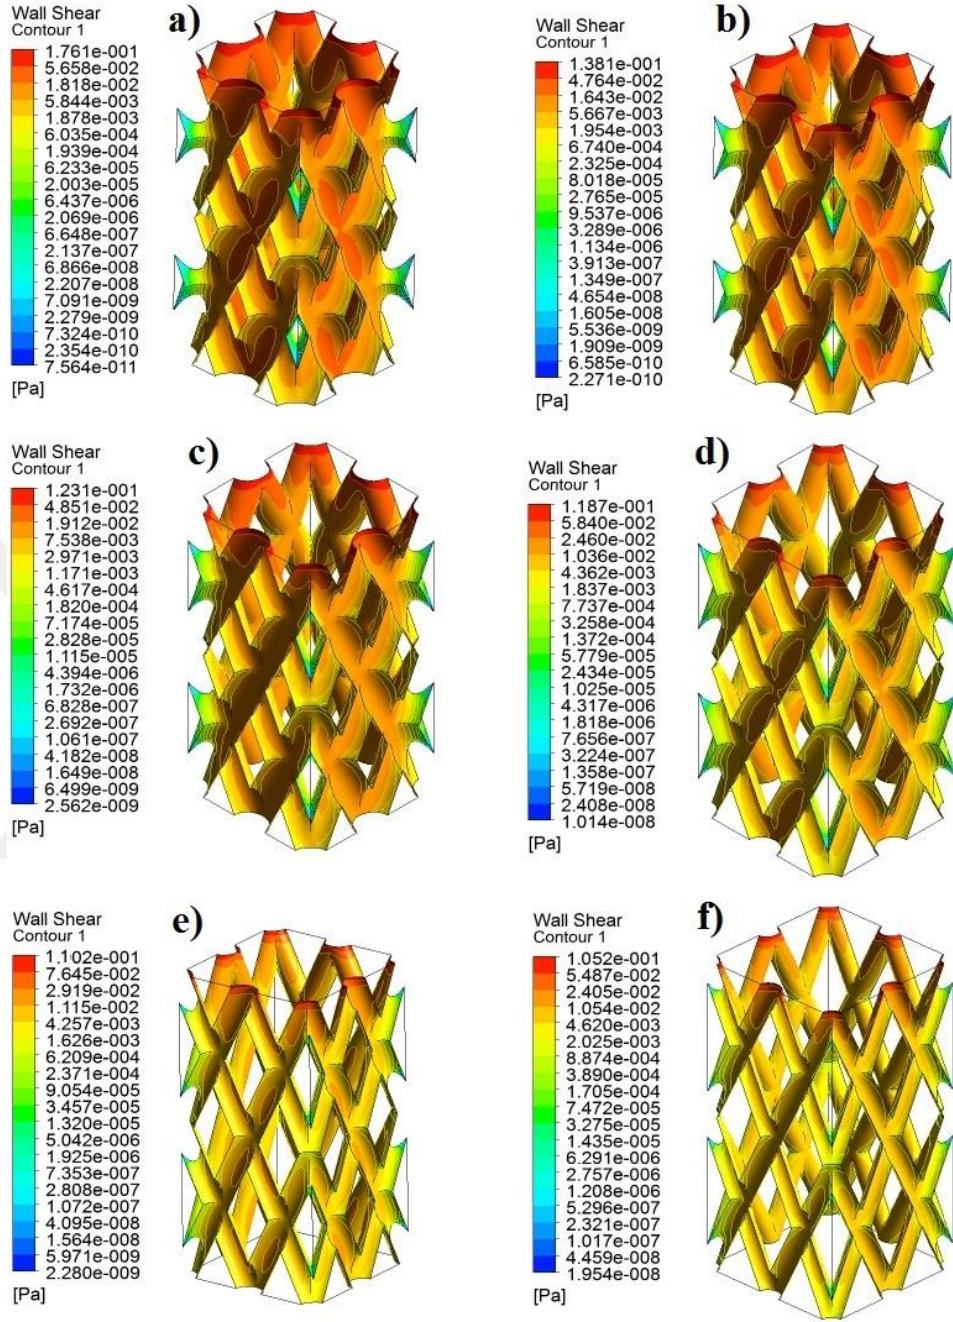 a)
Wall Shear
Contour 1
1.761e-001
5.658e-002
1.818e-002
5.844e-003
1.878e-003
6.035e-004
1.939e-004
6.233e-005
2.003e-005
6.437e-006
2.069e-006
6.648e-007
2.137e-007
6.866e-008
2.207e-008
7.091e-009
2.279e-009
7.324e-010
2.354e-010
7.564e-011
[Pa]
b)
Wall Shear
Contour 1
1.381e-001
4.764e-002
1.643e-002
5.667e-003
1.954e-003
6.740e-004
2.325e-004
8.018e-005
2.765e-005
9.537e-006
3.289e-006
1.134e-006
3.913e-007
1.349e-007
4.654e-008
1.605e-008
5.536e-009
1.909e-009
6.585e-010
2.271e-010
[Pa]
c)
Wall Shear
Contour 1
1.231e-001
4.851e-002
1.912e-002
7.538e-003
2.971e-003
1.171e-003
4.617e-004
1.820e-004
7.174e-005
2.828e-005
1.115e-005
4.394e-006
1.732e-006
6.828e-007
2.692e-007
1.061e-007
4.182e-008
1.649e-008
6.499e-009
2.562e-009
[Pa]
d)
Wall Shear
Contour 1
1.187e-001
5.840e-002
2.460e-002
1.036e-002
4.362e-003
1.837e-003
7.737e-004
3.258e-004
1.372e-004
5.779e-005
2.434e-005
1.025e-005
4.317e-006
1.818e-006
7.656e-007
3.224e-007
1.358e-007
5.719e-008
2.408e-008
1.014e-008
[Pa]
e)
Wall Shear
Contour 1
1.102e-001
7.645e-002
2.919e-002
1.115e-002
4.257e-003
1.626e-003
6.209e-004
2.371e-004
9.054e-005
3.457e-005
1.320e-005
5.042e-006
1.925e-006
7.353e-007
2.808e-007
1.072e-007
4.095e-008
1.564e-008
5.971e-009
2.280e-009
[Pa]
f)
Wall Shear
Contour 1
1.052e-001
5.487e-002
2.405e-002
1.054e-002
4.620e-003
2.025e-003
8.874e-004
3.890e-004
1.705e-004
7.472e-005
3.275e-005
1.435e-005
6.291e-006
2.757e-006
1.208e-006
5.296e-007
2.321e-007
1.017e-007
4.459e-008
1.954e-008
[Pa]